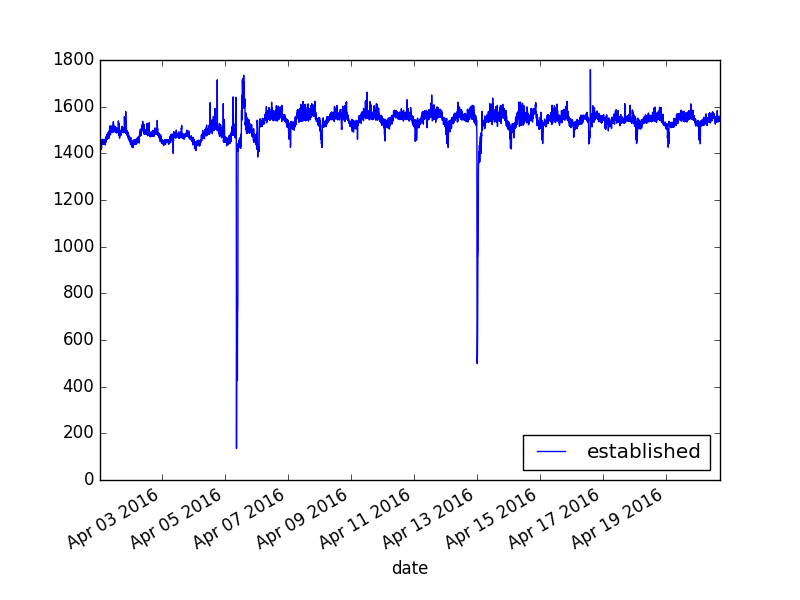 1800
1600
1400
1200
1000
800
600
400
200
0
established
Apr 03 2016
Apr 05 2016
Apr 07 2016
Apr 09 2016
Apr 11 2016
Apr 13 2016
Apr 15 2016
Apr 17 2016
Apr 19 2016
date